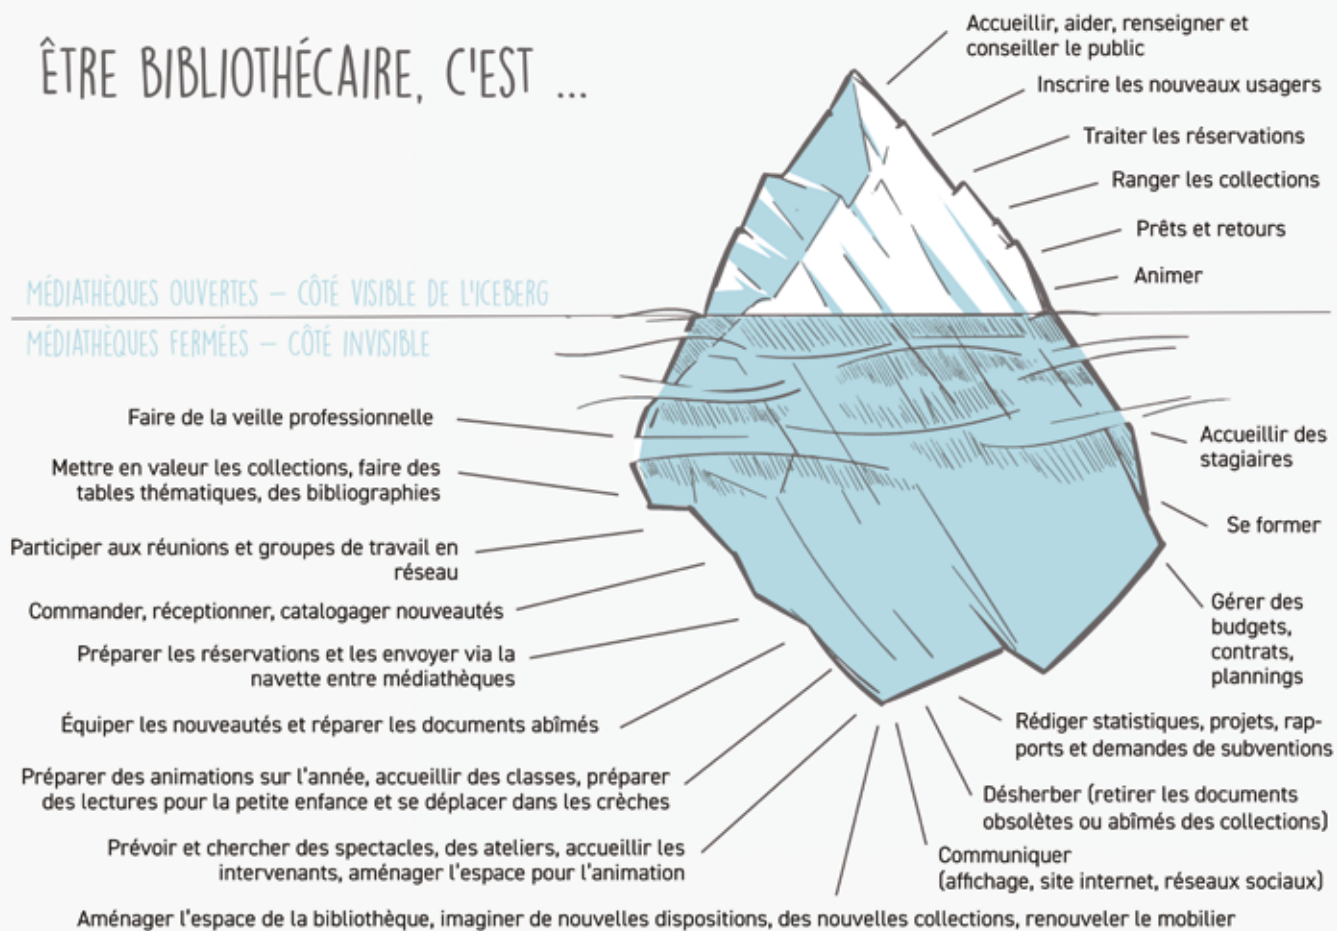 ÊTRE BIBLIOTHÉCAIRE, C'EST ...
Accueillir, aider, renseigner et
conseiller le public
Inscrire les nouveaux usagers
Traiter les réservations
Ranger les collections
Prêts et retours
Animer
MÉDIATHÈQUES OUVERTES – CÔTÉ VISIBLE DE L'ICEBERG
MÉDIATHÈQUES FERMÉES – CÔTÉ INVISIBLE
Faire de la veille professionnelle
Mettre en valeur les collections, faire des
tables thématiques, des bibliographies
Participer aux réunions et groupes de travail en
réseau
Commander, réceptionner, catalogager nouveautés
Préparer les réservations et les envoyer via la
navette entre médiathèques
Équiper les nouveautés et réparer les documents abîmés
Préparer des animations sur l'année, accueillir des classes, préparer
des lectures pour la petite enfance et se déplacer dans les crèches
Prévoir et chercher des spectacles, des ateliers, accueillir les
intervenants, aménager l'espace pour l'animation
Aménager l'espace de la bibliothèque, imaginer de nouvelles dispositions, des nouvelles collections, renouveler le mobilier
Accueillir des
stagiaires
Se former
Gérer des
budgets,
contrats,
plannings
Rédiger statistiques, projets, rap-
ports et demandes de subventions
Désherber (retirer les documents
obsolètes ou abîmés des collections)
Communiquer
(affichage, site internet, réseaux sociaux)